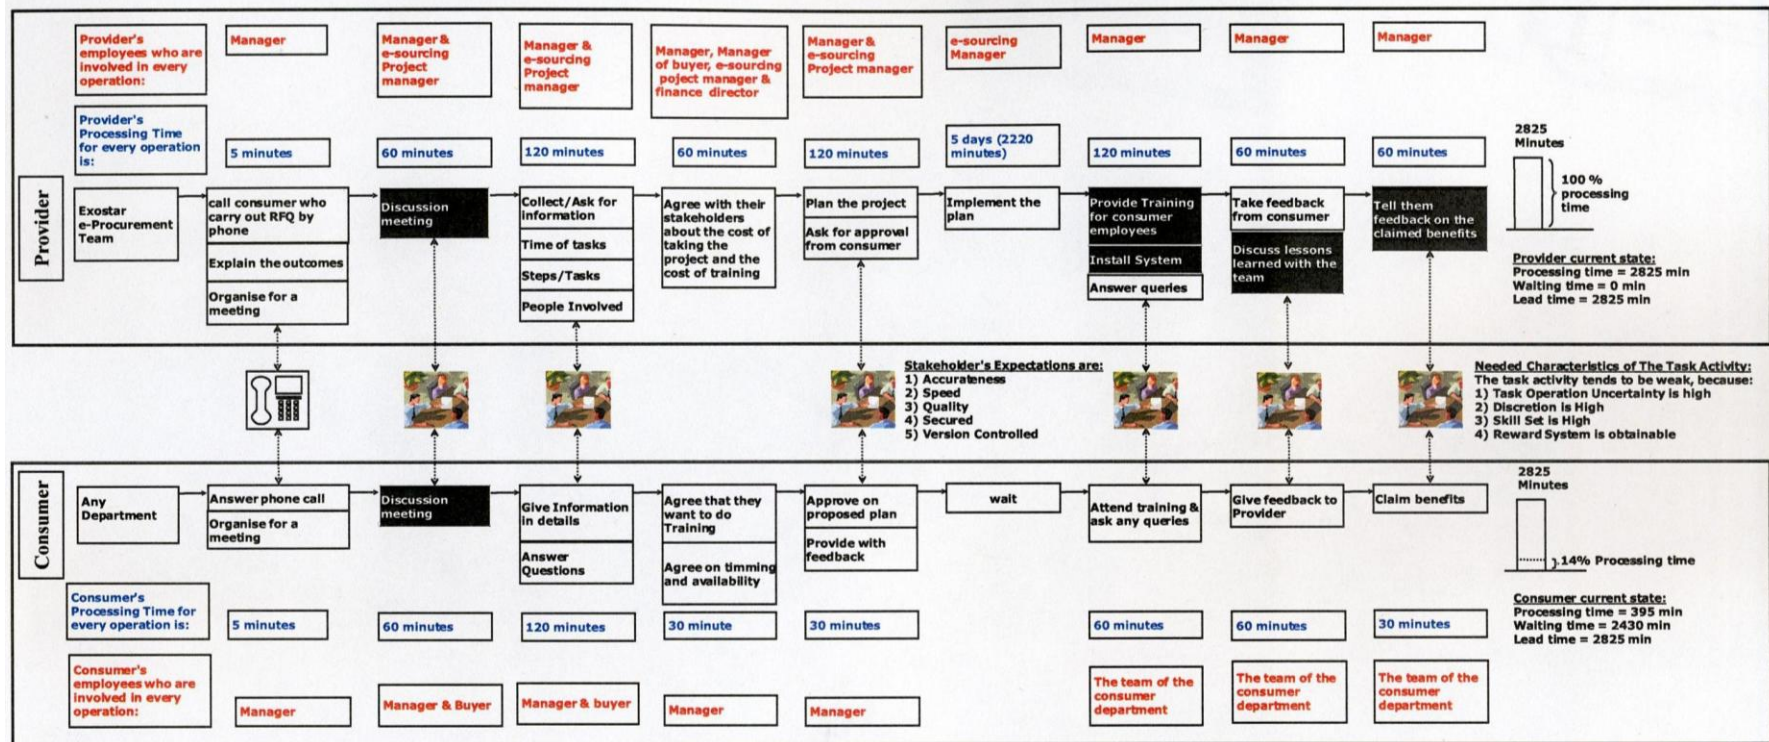 Provider's
employees who are
involved in every
operation:
Manager
Manager &
e-sourcing
Project
manager
Manager &
e-sourcing
Project
manager
Manager, Manager
of buyer, e-sourcing
poject manager &
finance director
Manager &
e-sourcing
Project manager
e-sourcing
Manager
Manager
Manager
Manager
Provider's
Processing Time
for every operation
is:
5 minutes
60 minutes
120 minutes
60 minutes
120 minutes
5 days (2220
minutes)
120 minutes
60 minutes
60 minutes
2825
Minutes
100 %
processing
time
Provider
Exostar
e-Procurement
Team
call consumer who
carry out RFQ by
phone
Explain the outcomes
Organise for a
meeting
Discussion
meeting
Collect/Ask for
information
Time of tasks
Steps/Tasks
People Involved
Agree with their
stakeholders
about the cost of
taking the
project and the
cost of training
Plan the project
Ask for approval
from consumer
Implement the
plan
Provide Training
for consumer
employees
Install System
Answer queries
Take feedback
from consumer
Discuss lessons
learned with the
team
Tell them
feedback on the
claimed benefits
Provider current state:
Processing time = 2825 min
Waiting time = 0 min
Lead time = 2825 min
Stakeholder's Expectations are:
1) Accurateness
2) Speed
3) Quality
4) Secured
5) Version Controlled
Needed Characteristics of The Task Activity:
The task activity tends to be weak, because:
1) Task Operation Uncertainty is high
2) Discretion is High
3) Skill Set is High
4) Reward System is obtainable
Consumer
Any
Department
Answer phone call
Organise for a
meeting
Discussion
meeting
Give Information
in details
Answer
Questions
Agree that they
want to do
Training
Agree on timming
and availability
Approve on
proposed plan
Provide with
feedback
wait
Attend training &
ask any queries
Give feedback to
Provider
Claim benefits
2825
Minutes
14% Processing time
Consumer's
Processing Time for
every operation is:
5 minutes
60 minutes
120 minutes
30 minute
30 minutes
60 minutes
60 minutes
30 minutes
Consumer current state:
Processing time = 395 min
Waiting time = 2430 min
Lead time = 2825 min
Consumer's
employees who are
involved in every
operation:
Manager
Manager & Buyer
Manager & buyer
Manager
Manager
The team of the
consumer
department
The team of the
consumer
department
The team of the
consumer
department